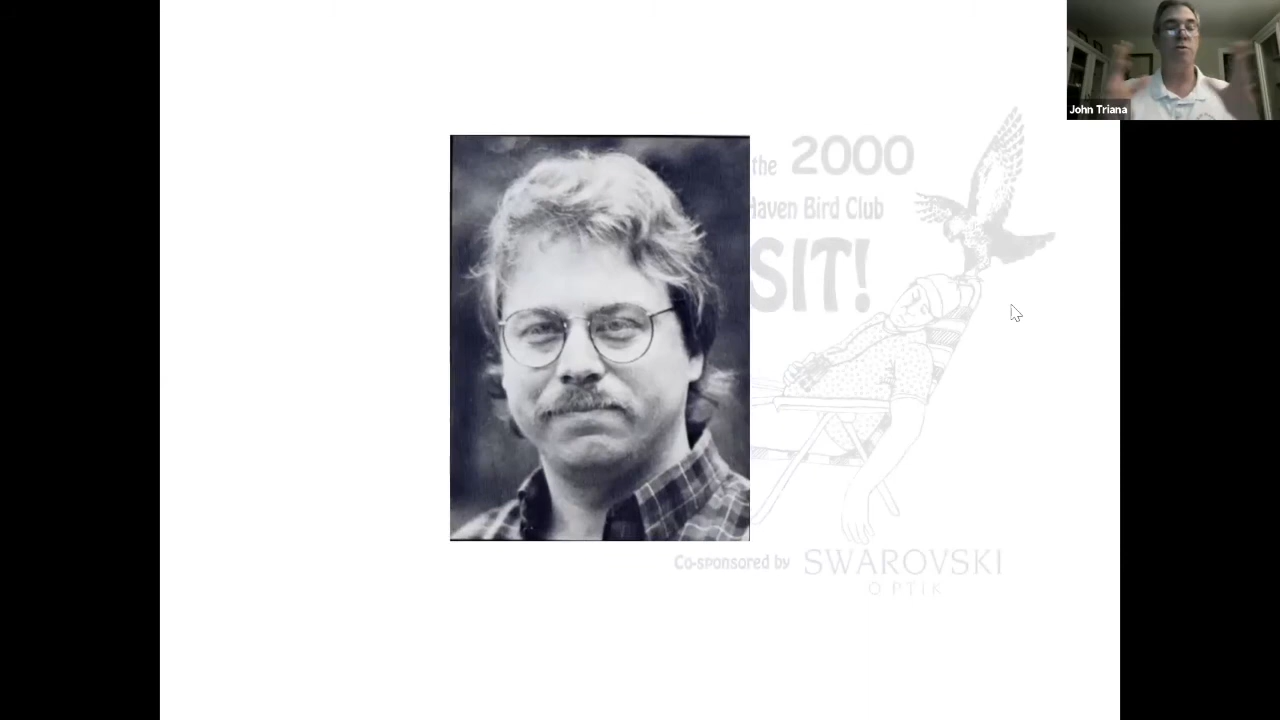 John Triana
the 2000
Haven Bird Club
SIT!
Co-sponsored by SWAROVSKI
OPTIK